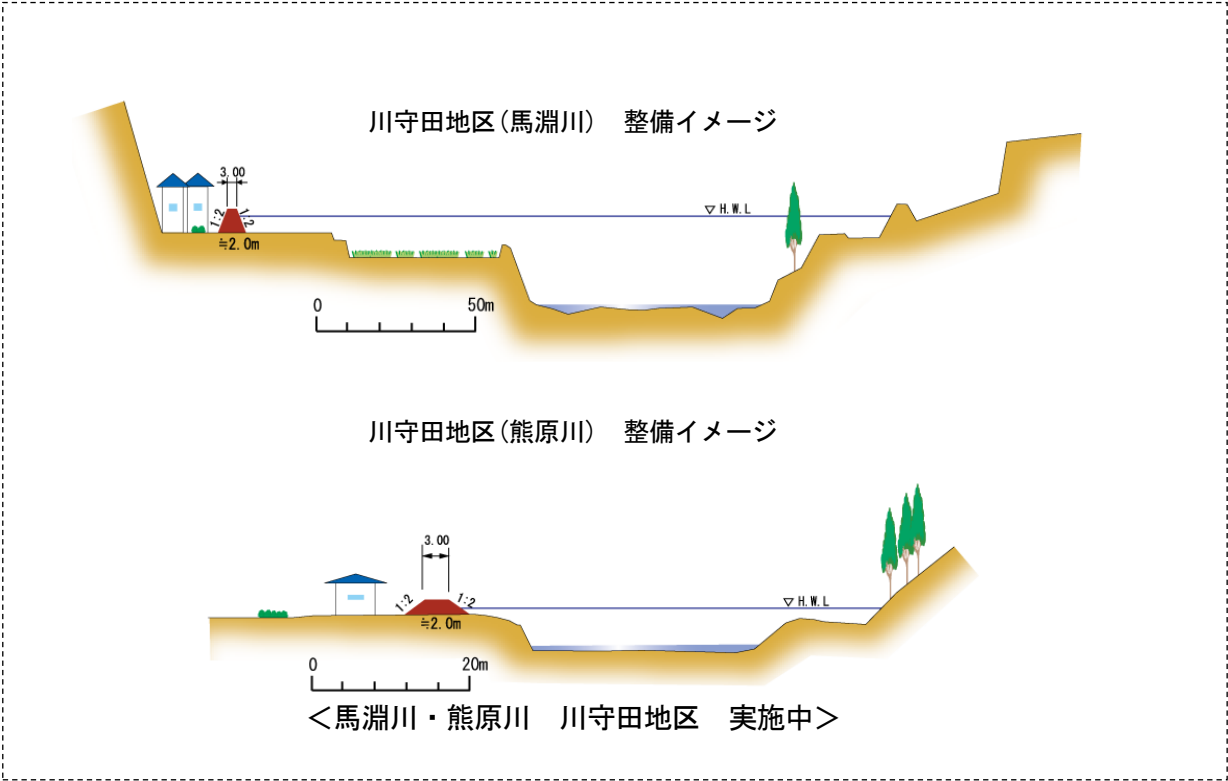 川守田地区(馬淵川) 整備イメージ
3.00
▽ H.W.L
1:2
1:2
≒2.0m
0
50m
川守田地区(熊原川) 整備イメージ
3.00
1:2
1:2
▽ H.W.L
≒2.0m
0
20m
＜馬淵川・熊原川 川守田地区 実施中＞